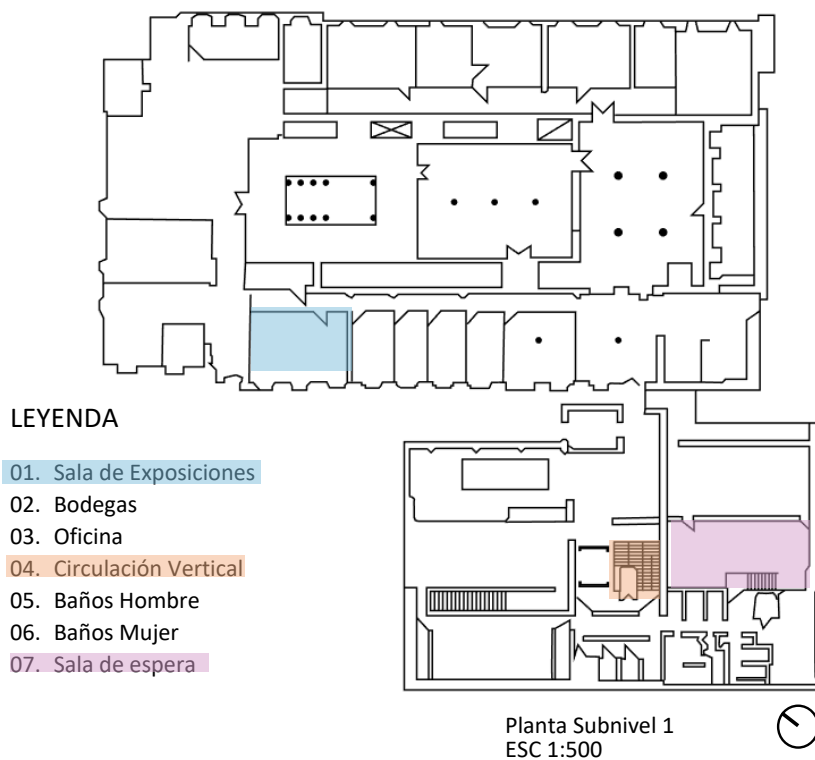 LEYENDA
01. Sala de Exposiciones
02. Bodegas
03. Oficina
04. Circulación Vertical
05. Baños Hombre
06. Baños Mujer
07. Sala de espera
Planta Subnivel 1
ESC 1:500